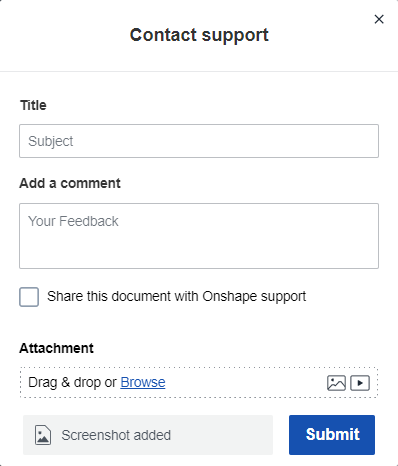 Contact support
Title
Subject
Add a comment
Your Feedback
Share this document with Onshape support
Attachment
Drag & drop or Browse
Screenshot added
Submit